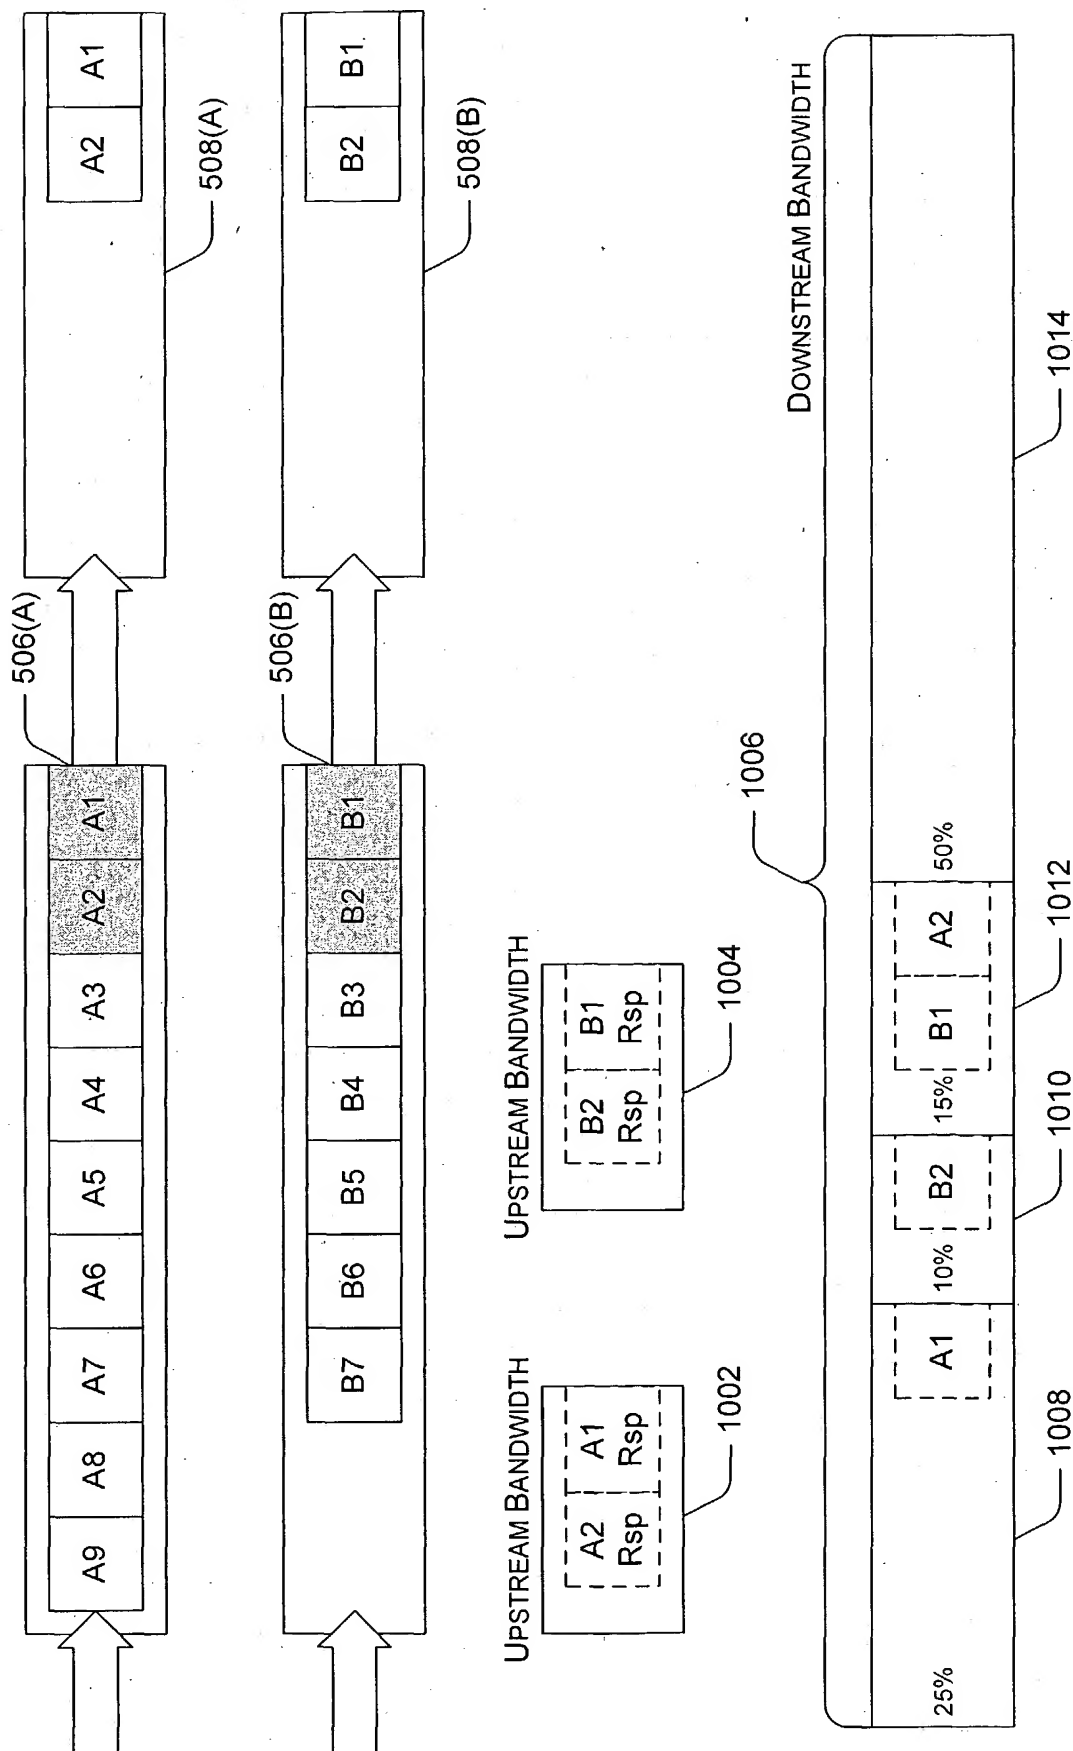 506(A)
A9 A8 A7 A6 A5 A4 A3 A2 A1
A2 A1
508(A)
506(B)
B7 B6 B5 B4 B3 B2 B1
B2 B1
508(B)
UPSTREAM BANDWIDTH
A2 Rsp
A1 Rsp
1002
UPSTREAM BANDWIDTH
B2 Rsp
B1 Rsp
1004
1006
DOWNSTREAM BANDWIDTH
25% A1 10% B2 15% B1 A2 50%
1008
1010
1012
1014